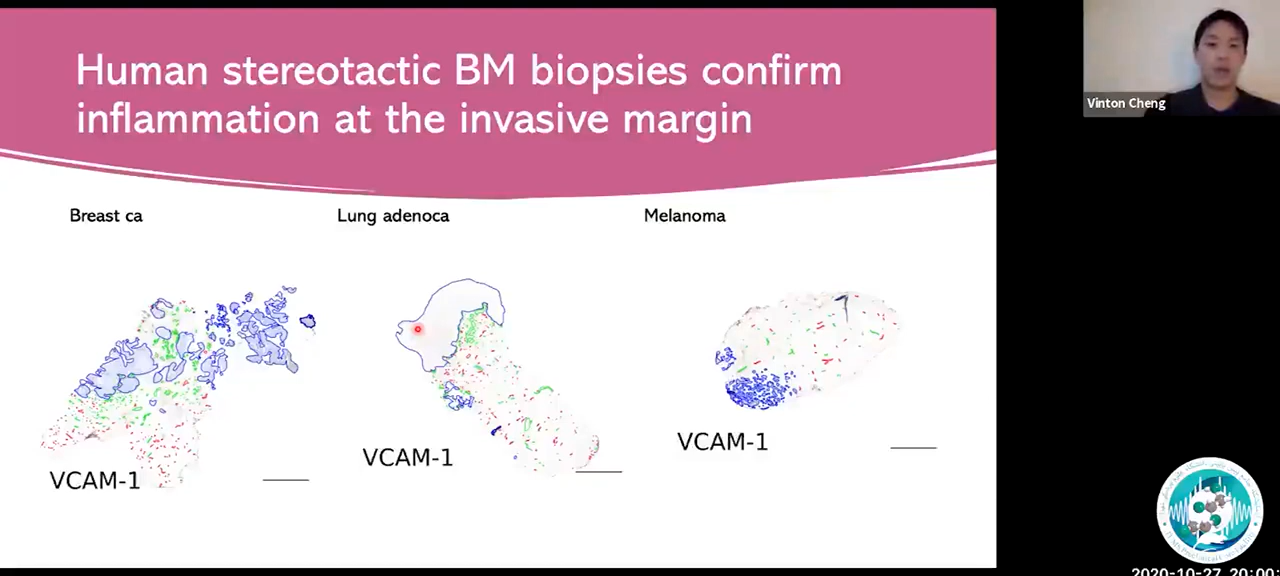 Human stereotactic BM biopsies confirm
inflammation at the invasive margin
Vinton Cheng
Breast ca
Lung adenoca
Melanoma
VCAM-1
VCAM-1
VCAM-1
2020-10-27 20:00: